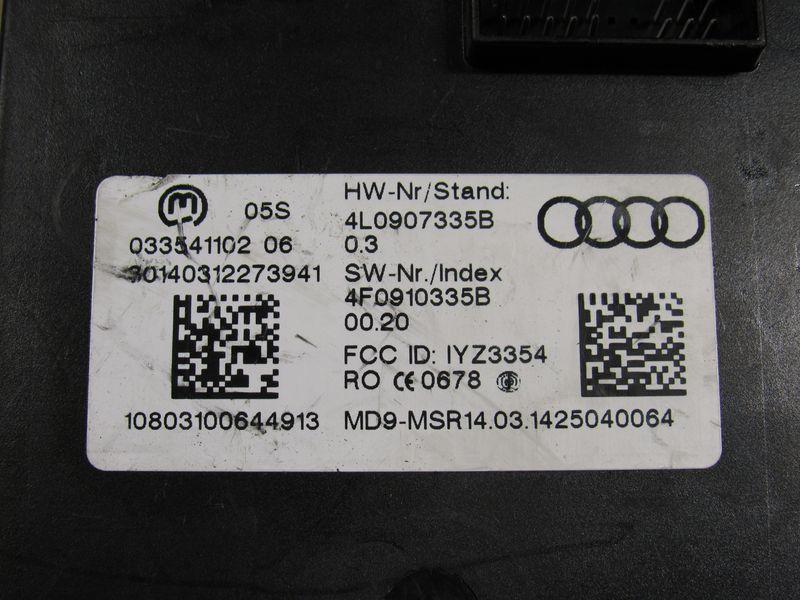 05S
033541102 06
30140312273941
10803100644913
HW-Nr/Stand:
4L0907335B
0.3
SW-Nr./Index
4F0910335B
00.20
FCC ID: IYZ3354
RO CE 0678
MD9-MSR14.03.1425040064